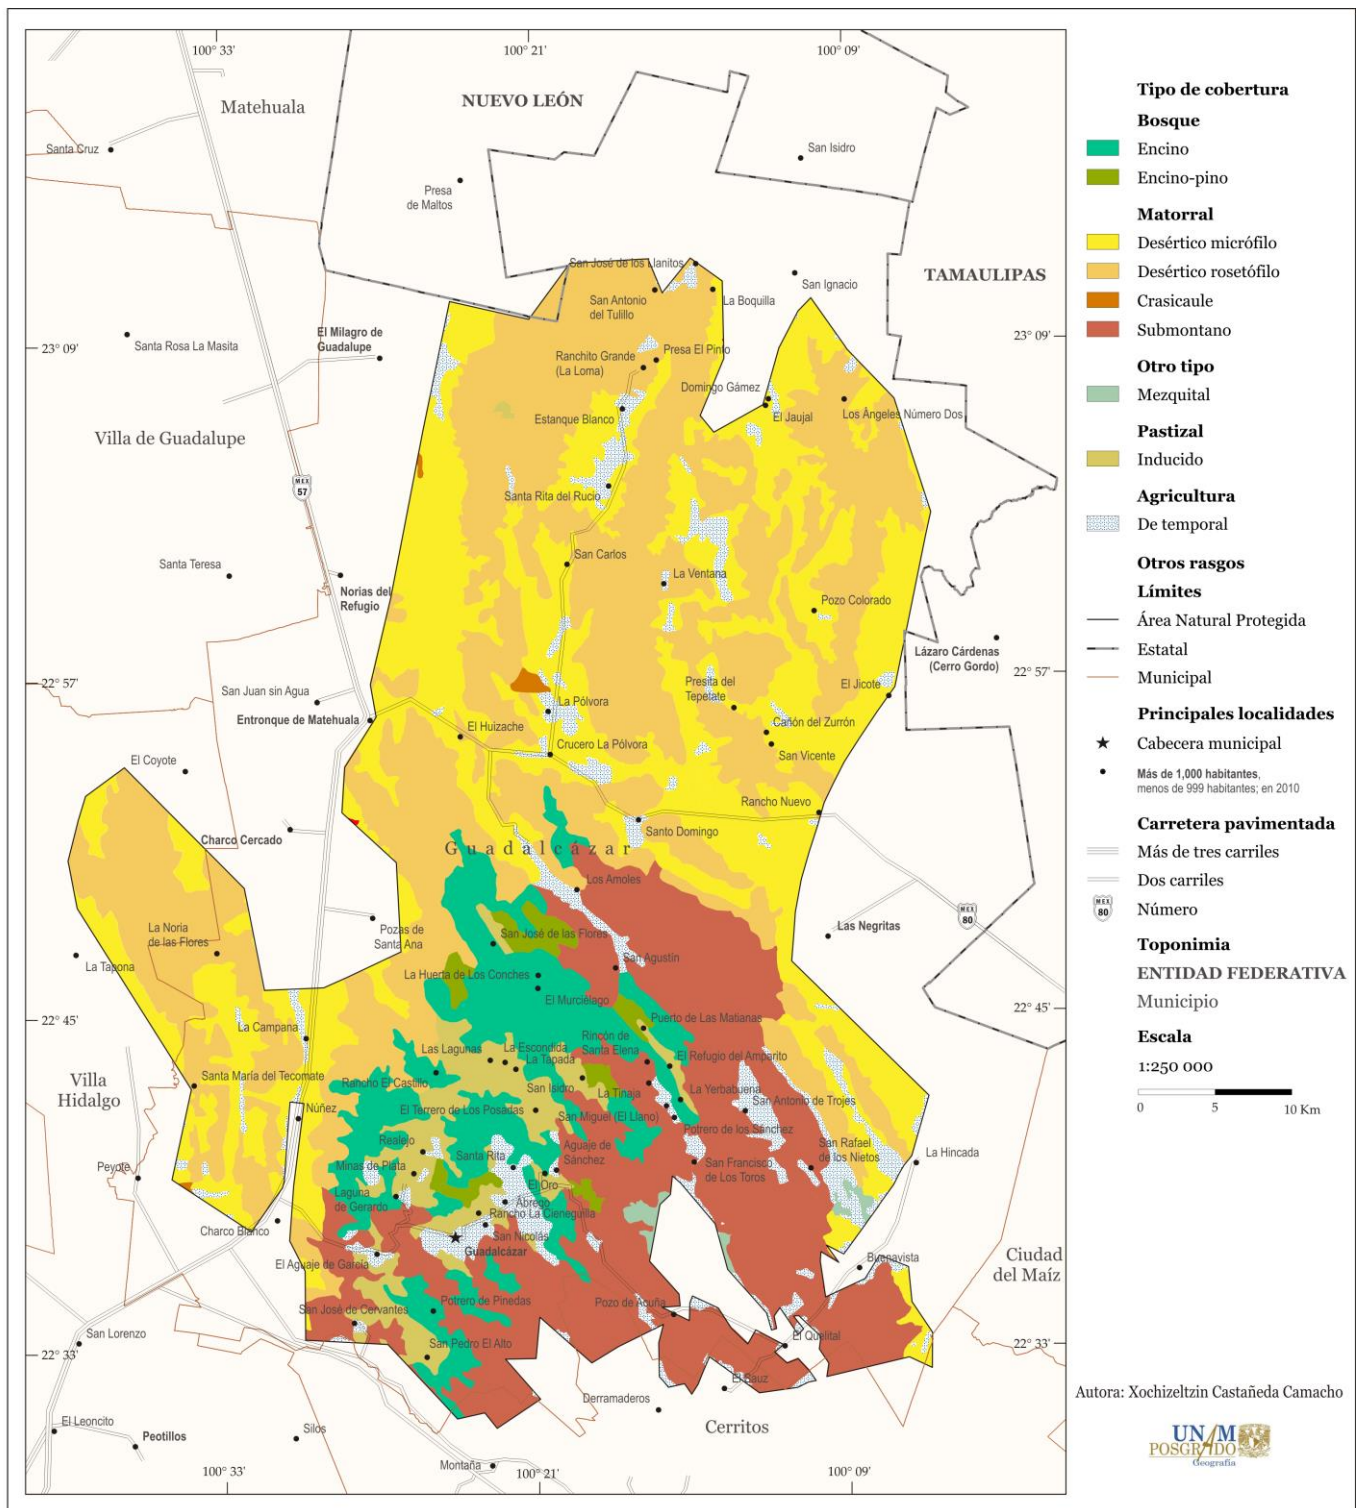 100° 33'
100° 21'
100° 09'
Matehuala
NUEVO LEÓN
Santa Cruz
San Isidro
Presa
de Maltos
San José de los Llanitos
San Ignacio
TAMAULIPAS
San Antonio
del Tulillo
La Boquilla
23° 09'
Santa Rosa La Masita
El Milagro de
Guadalupe
Ranchito Grande
(La Loma)
Presa El Pinto
23° 09'
Domingo Gámez
Estanque Blanco
El Jaujal
Los Ángeles Número Dos
Villa de Guadalupe
MEX
57
Santa Rita del Rucio
San Carlos
Santa Teresa
Norias del
Refugio
La Ventana
Pozo Colorado
Lázaro Cárdenas
(Cerro Gordo)
22° 57'
San Juan sin Agua
Entronque de Matehuala
La Pólvora
Presita del
Tepetate
El Jicote
22° 57'
El Huizache
Cañón del Zurrón
Crucero La Pólvora
San Vicente
El Coyote
Rancho Nuevo
Charco Cercado
Santo Domingo
Guadalcázar
Los Amoles
La Noria
de las Flores
Pozas de
Santa Ana
San José de las Flores
Las Negritas
MEX
80
La Tapona
La Huerta de Los Conches
San Agustín
El Murciélago
22° 45'
La Campana
Puerto de Las Matianas
22° 45'
Las Lagunas
La Escondida
La Tapada
Rincón de
Santa Elena
El Refugio del Amparito
Villa
Hidalgo
Santa María del Tecomate
Rancho El Castillo
San Isidro
La Tinaja
La Yerbabuena
Núñez
El Terrero de Los Posadas
San Miguel (El Llano)
San Antonio de Trojes
Potrero de los Sánchez
Realejo
Santa Rita
Aguaje de
Sánchez
San Rafael
de los Nietos
Peyote
Minas de Plata
San Francisco
de Los Toros
La Hincada
Laguna
de Gerardo
El Oro
Abrego
Rancho La Cieneguilla
Charco Blanco
San Nicolás
Guadalcázar
El Aguaje de García
Buenavista
Ciudad
del Maíz
San José de Cervantes
Potrero de Pinedas
Pozo de Acuña
San Lorenzo
22° 33'
San Pedro El Alto
El Quelital
22° 33'
El Sauz
Derramaderos
El Leoncito
Peotillos
Silos
Cerritos
Montaña
100° 33'
100° 21'
100° 09'
Tipo de cobertura
Bosque
Encino
Encino-pino
Matorral
Desértico micrófilo
Desértico rosetófilo
Crasicaule
Submontano
Otro tipo
Mezquital
Pastizal
Inducido
Agricultura
De temporal
Otros rasgos
Límites
Área Natural Protegida
Estatal
Municipal
Principales localidades
Cabecera municipal
Más de 1,000 habitantes,
menos de 999 habitantes; en 2010
Carretera pavimentada
Más de tres carriles
Dos carriles
MEX
80
Número
Toponimia
ENTIDAD FEDERATIVA
Municipio
Escala
1:250 000
0 5 10 Km
Autora: Xochizeltzin Castañeda Camacho
UNAM
POSGRADO
Geografía